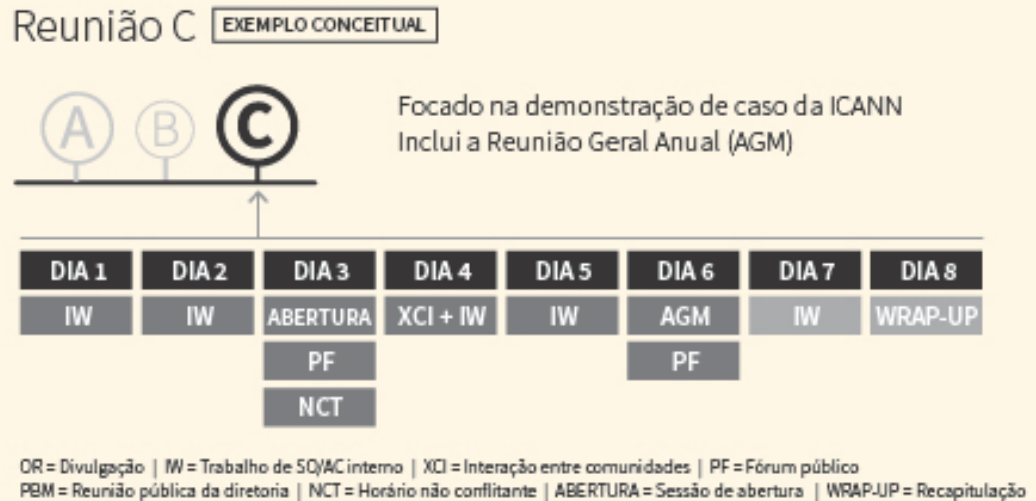 Reunião C EXEMPLO CONCEITUAL
A B C
Focado na demonstração de caso da ICANN
Inclui a Reunião Geral Anual (AGM)
DIA 1 DIA 2 DIA 3 DIA 4 DIA 5 DIA 6 DIA 7 DIA 8
IW IW ABERTURA XCI + IW IW AGM IW WRAP-UP
PF PF
NCT
OR = Divulgação | IW = Trabalho de SO/AC interno | XCI = Interação entre comunidades | PF = Fórum público
PBM = Reunião pública da diretoria | NCT = Horário não conflitante | ABERTURA = Sessão de abertura | WRAP-UP = Recapitulação